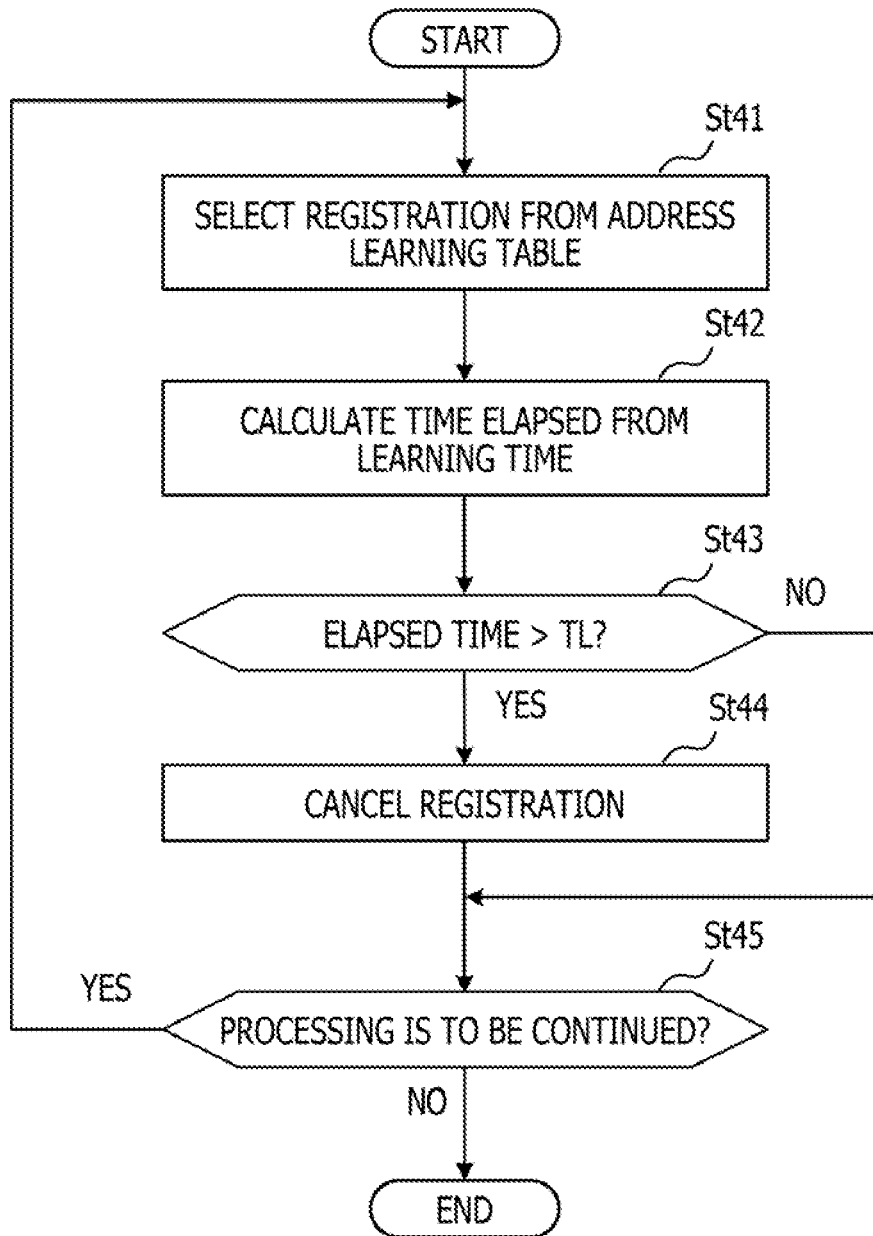 START
St41
SELECT REGISTRATION FROM ADDRESS
LEARNING TABLE
St42
CALCULATE TIME ELAPSED FROM
LEARNING TIME
St43
ELAPSED TIME > TL?
NO
YES
St44
CANCEL REGISTRATION
St45
YES
PROCESSING IS TO BE CONTINUED?
NO
END